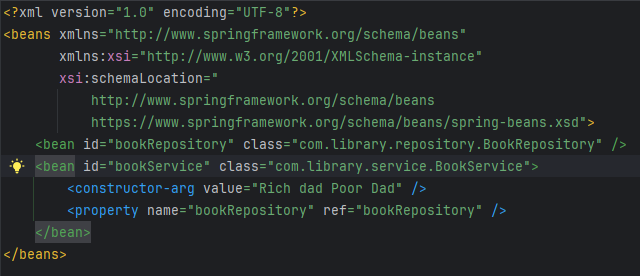 <?xml version="1.0" encoding="UTF-8"?>
<beans xmlns="http://www.springframework.org/schema/beans"
       xmlns:xsi="http://www.w3.org/2001/XMLSchema-instance"
       xsi:schemaLocation="
           http://www.springframework.org/schema/beans
           https://www.springframework.org/schema/beans/spring-beans.xsd">
    <bean id="bookRepository" class="com.library.repository.BookRepository" />
    <bean id="bookService" class="com.library.service.BookService">
        <constructor-arg value="Rich dad Poor Dad" />
        <property name="bookRepository" ref="bookRepository" />
    </bean>
</beans>